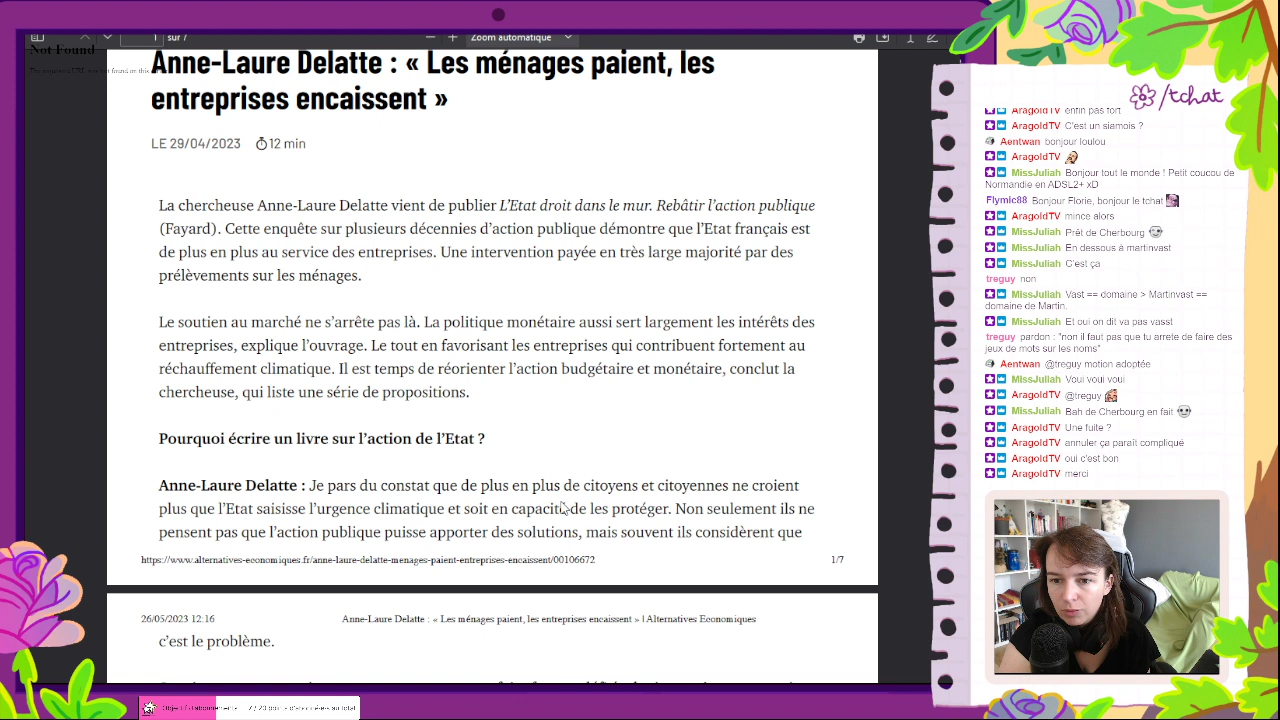 1 sur 7
Zoom automatique
Not Found
Anne-Laure Delatte : « Les ménages paient, les
entreprises encaissent »
LE 29/04/2023 12 min
La chercheuse Anne-Laure Delatte vient de publier L'Etat droit dans le mur. Rebâtir l'action publique
(Fayard). Cette enquête sur plusieurs décennies d'action publique démontre que l'Etat français est
de plus en plus au service des entreprises. Une intervention payée en très large majorité par des
prélèvements sur les ménages.
Le soutien au marché ne s'arrête pas là. La politique monétaire aussi sert largement les intérêts des
entreprises, explique l'ouvrage. Le tout en favorisant les entreprises qui contribuent forment au
réchauffement climatique. Il est temps de réorienter l'action budgétaire et monétaire, conclut la
chercheuse, qui liste une série de propositions.
Pourquoi écrire un livre sur l'action de l'Etat ?
Anne-Laure Delatte : Je pars du constat que de plus en plus de citoyens et citoyennes ne croient
plus que l'Etat saisisse l'urgence climatique et soit en capacité de les protéger. Non seulement ils ne
pensent pas que l'action publique puisse apporter des solutions, mais souvent ils considèrent que
https://www.alternatives-economiques.fr/anne-laure-delatte-menages-paient-entreprises-encaissent/00106672 1/7
26/05/2023 12:16 Anne-Laure Delatte : « Les ménages paient, les entreprises encaissent » | Alternatives Economiques
c'est le problème.
/tchat
AragoldTV enfin pas fort
AragoldTV C'est un siamois ?
Aentwan bonjour loulou
AragoldTV
MissJuliah Bonjour tout le monde ! Petit coucou de
Normandie en ADSL2+ xD
Flymic88 Bonjour Florie, bonjour le tchat
AragoldTV mince alors
MissJuliah Prêt de Cherbourg
MissJuliah En dessous à martinvast
MissJuliah C'est ça
treguy non
MissJuliah Vast == domaine > Martinvast ==
domaine de Martin.
MissJuliah Et oui on dit va pas vasst
treguy pardon : "non il faut pas que tu arrete de faire des
jeux de mots sur les noms"
Aentwan @treguy motion adoptée
MissJuliah Voui voui voui
AragoldTV @treguy
MissJuliah Bah de Cherbourg en fait
AragoldTV Une fuite ?
AragoldTV annuler ça paraît compliqué
AragoldTV oui c'est bon
AragoldTV merci